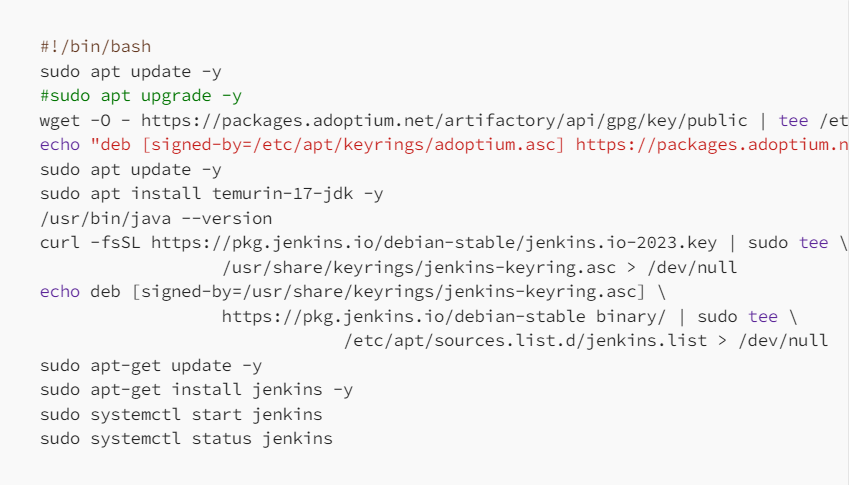 #!/bin/bash
sudo apt update -y
#sudo apt upgrade -y
wget -O - https://packages.adoptium.net/artifactory/api/gpg/key/public | tee /et
echo "deb [signed-by=/etc/apt/keyrings/adoptium.asc] https://packages.adoptium.n
sudo apt update -y
sudo apt install temurin-17-jdk -y
/usr/bin/java --version
curl -fsSL https://pkg.jenkins.io/debian-stable/jenkins.io-2023.key | sudo tee \
/usr/share/keyrings/jenkins-keyring.asc > /dev/null
echo deb [signed-by=/usr/share/keyrings/jenkins-keyring.asc] \
https://pkg.jenkins.io/debian-stable binary/ | sudo tee \
/etc/apt/sources.list.d/jenkins.list > /dev/null
sudo apt-get update -y
sudo apt-get install jenkins -y
sudo systemctl start jenkins
sudo systemctl status jenkins